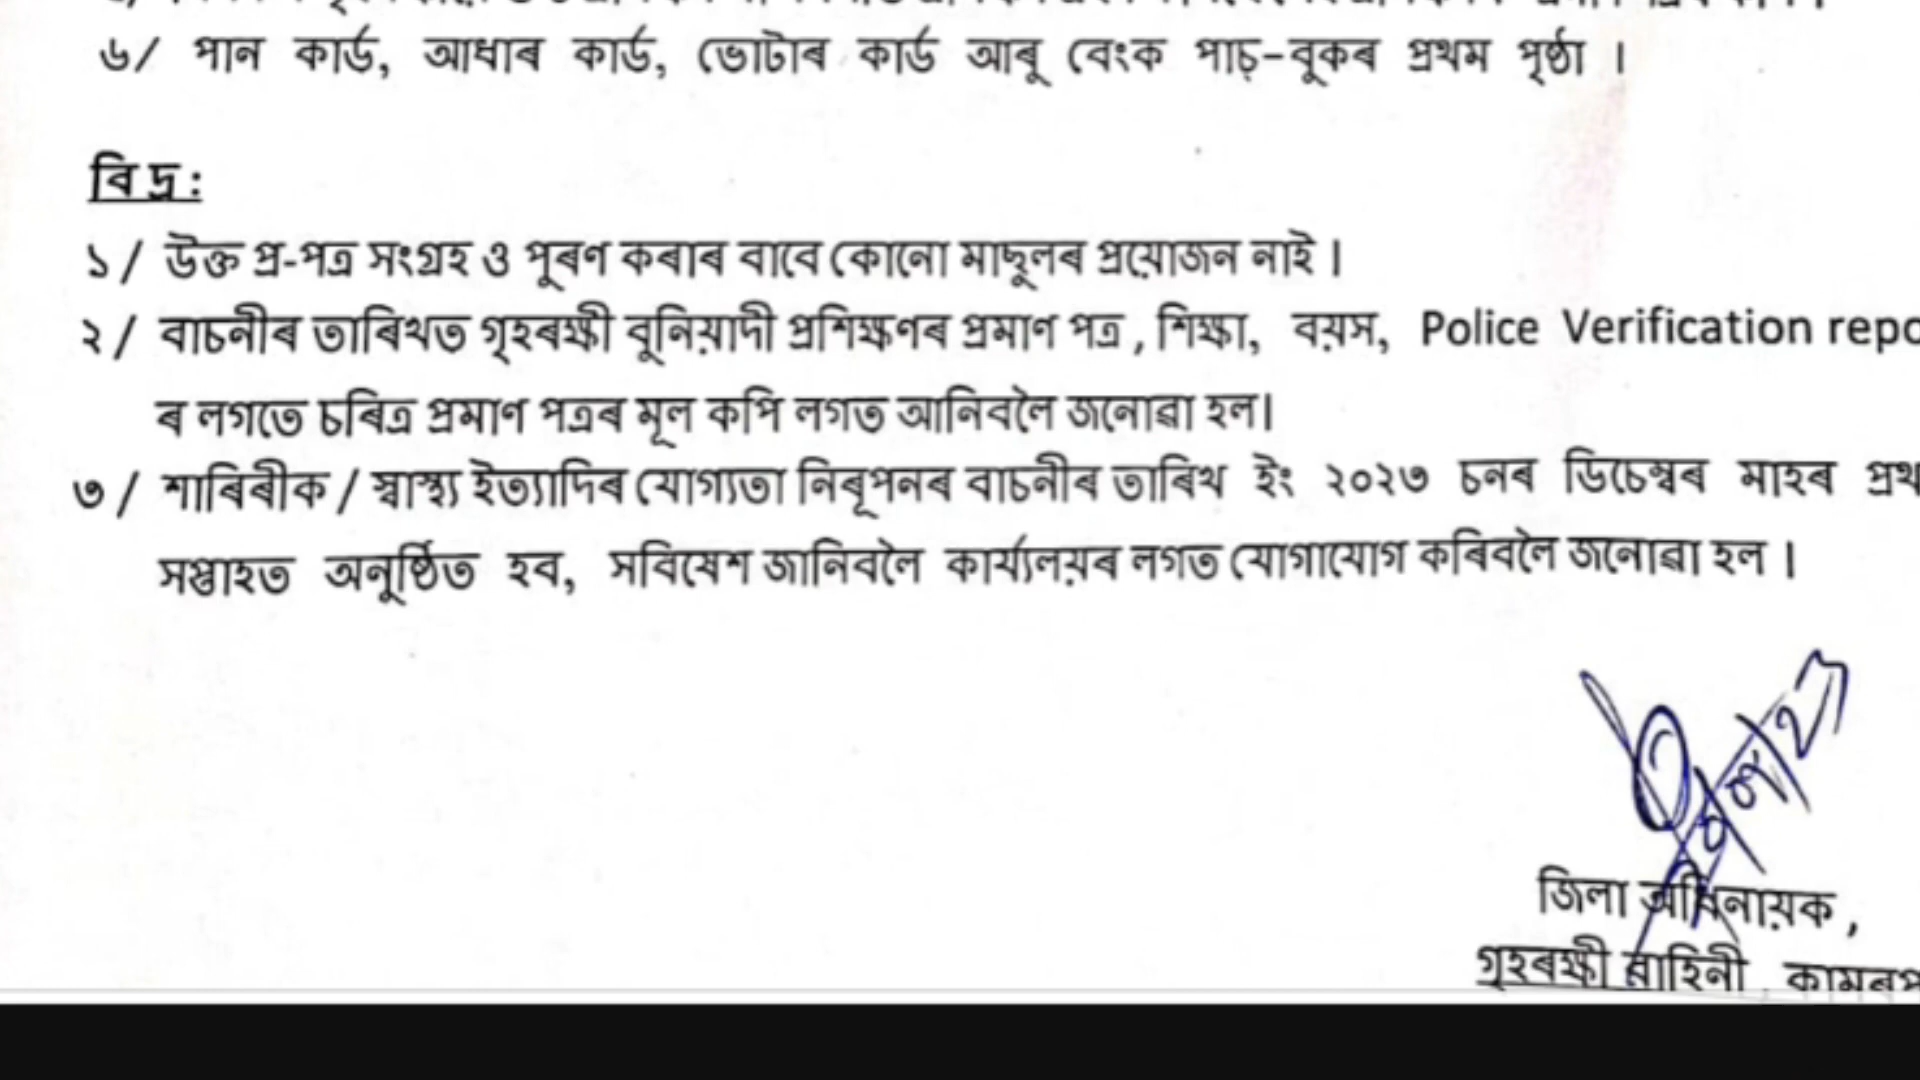 ৬/ পান কাৰ্ড, আধাৰ কাৰ্ড, ভোটাৰ কাৰ্ড আৰু বেংক পাচ্-বুকৰ প্ৰথম পৃষ্ঠা ।
বি দ্ৰ :
১ / উক্ত প্ৰ-পত্ৰ সংগ্ৰহ ও পুৰণ কৰাৰ বাবে কোনো মাছুলৰ প্ৰয়োজন নাই ।
২ / বাচনীৰ তাৰিখত গৃহৰক্ষী বুনিয়াদী প্ৰশিক্ষণৰ প্ৰমাণ পত্ৰ , শিক্ষা, বয়স, Police Verification repo
ৰ লগতে চৰিত্ৰ প্ৰমাণ পত্ৰৰ মূল কপি লগত আনিবলৈ জনোৱা হল।
৩ / শাৰিৰীক / স্বাস্থ্য ইত্যাদিৰ যোগ্যতা নিৰূপনৰ বাচনীৰ তাৰিখ ইং ২০২৩ চনৰ ডিচেম্বৰ মাহৰ প্ৰথ
সপ্তাহত অনুৰ্ষ্ঠিত হব, সবিষেশ জানিবলৈ কাৰ্য্যলয়ৰ লগত যোগাযোগ কৰিবলৈ জনোৱা হল ।
জিলা অধিনায়ক ,
গৃহৰক্ষী বাহিনী , কামৰূপ